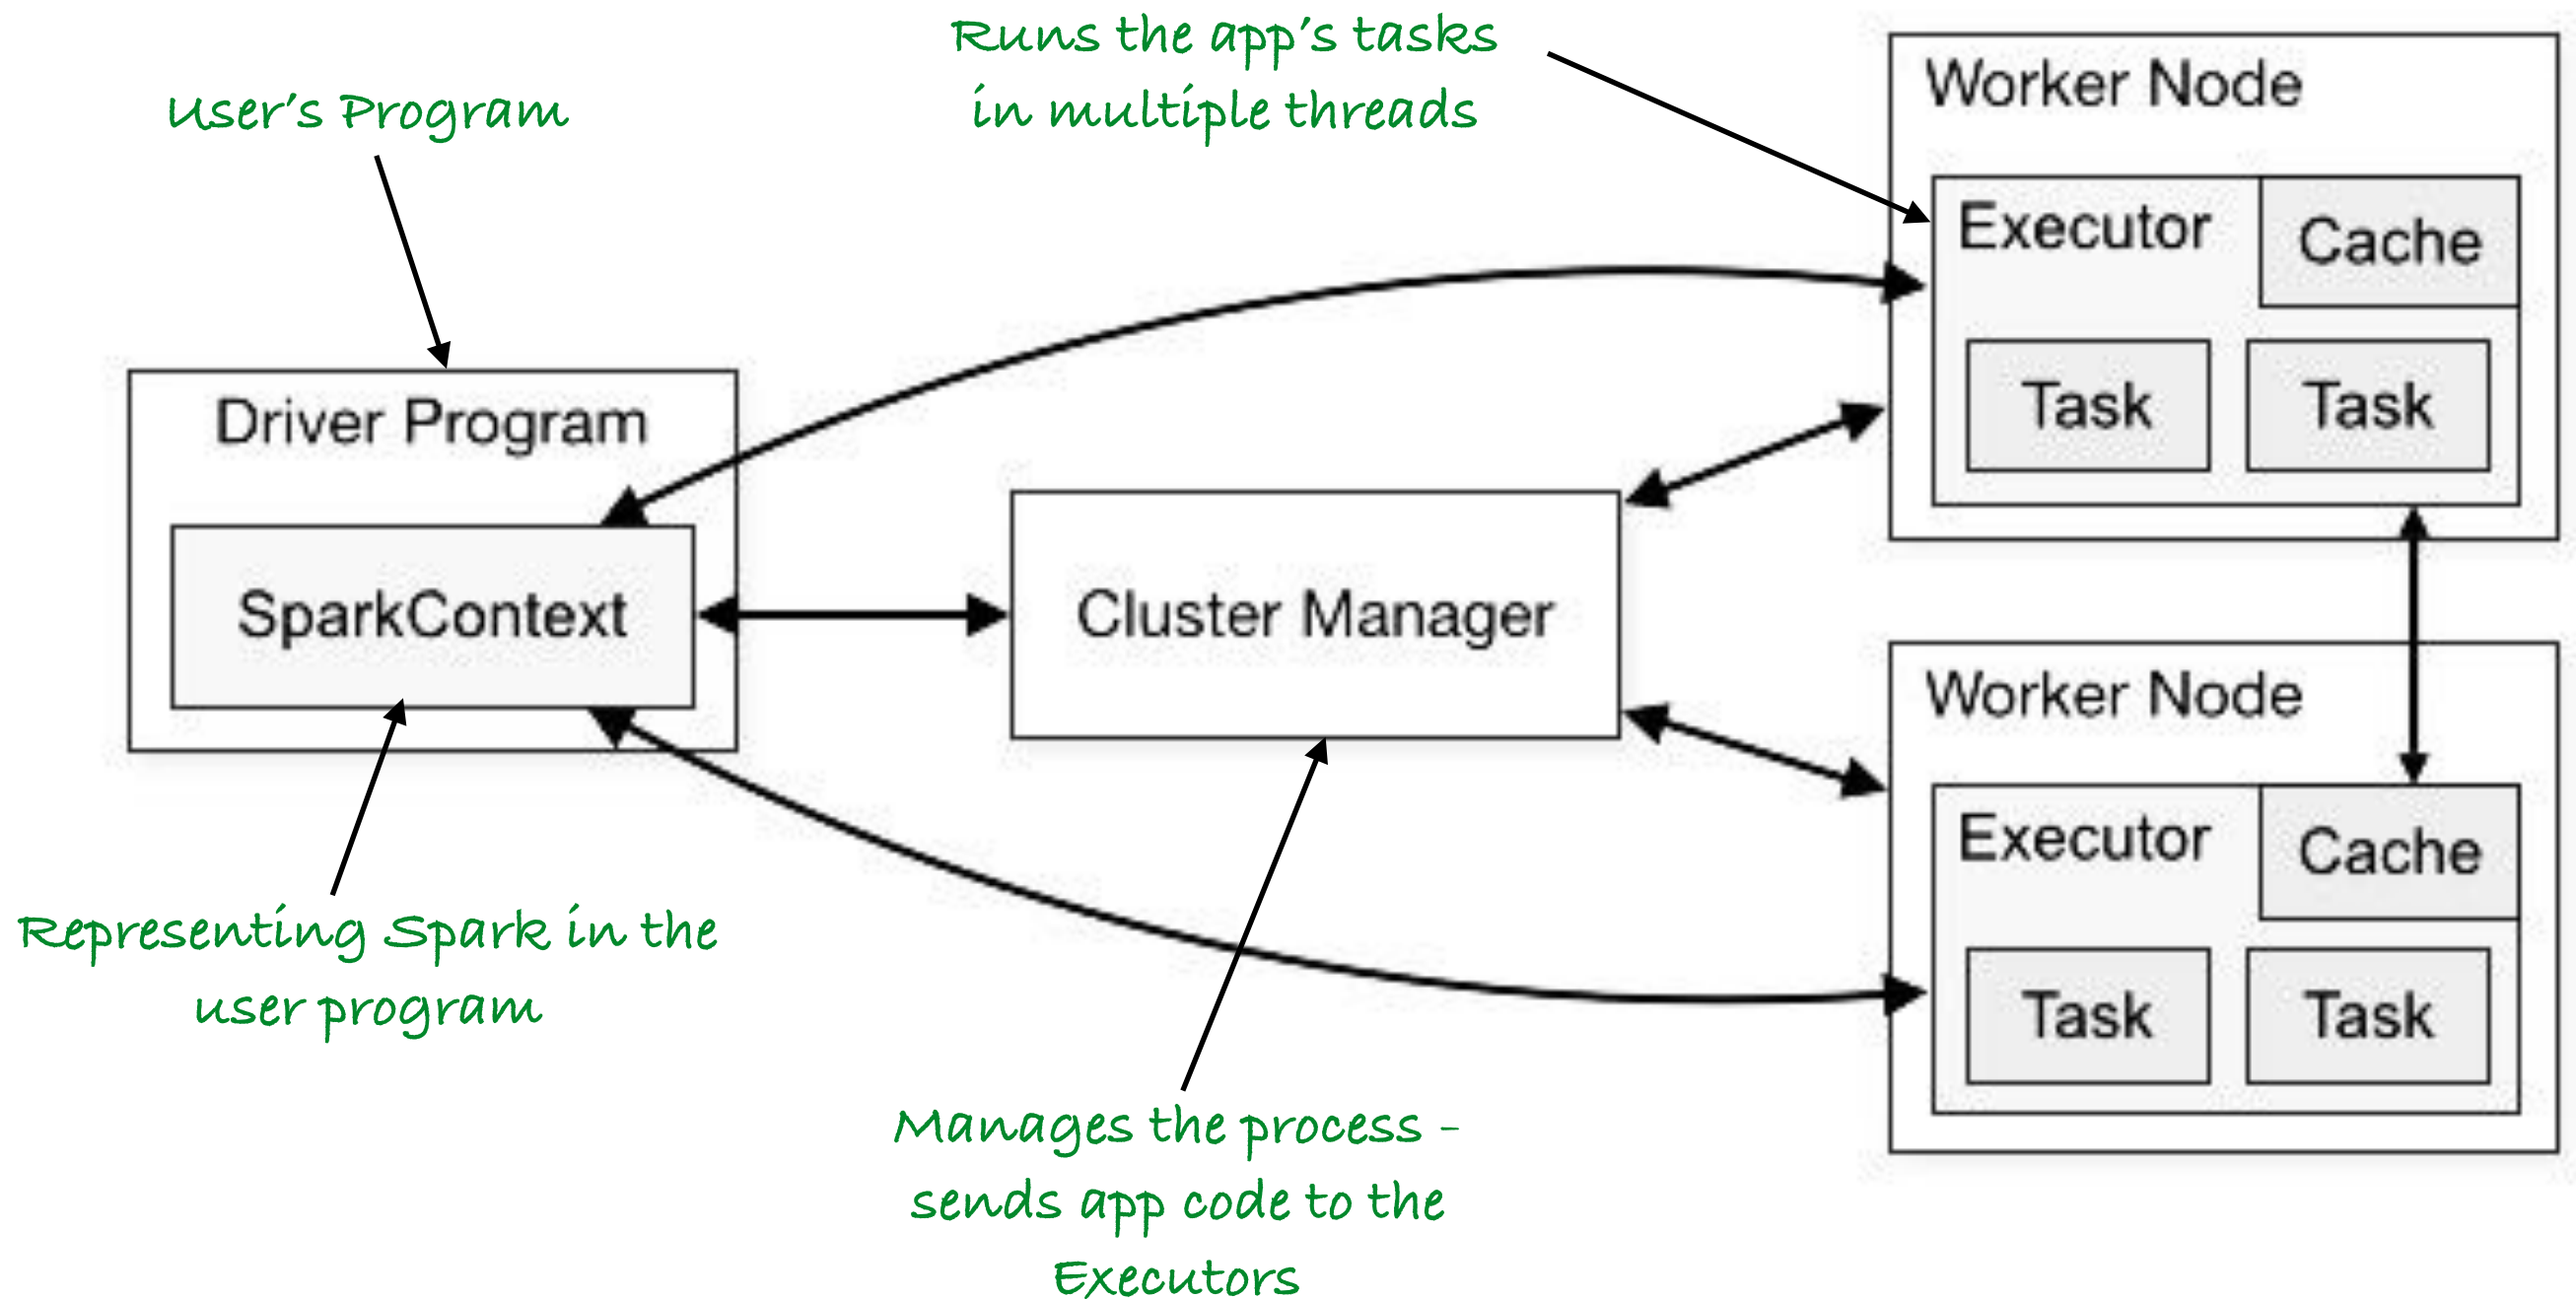 Runs the app's tasks
in multiple threads
User's Program
Worker Node
Executor
Cache
Task
Task
Driver Program
SparkContext
Cluster Manager
Worker Node
Executor
Cache
Task
Task
Representing Spark in the
user program
Manages the process -
sends app code to the
Executors